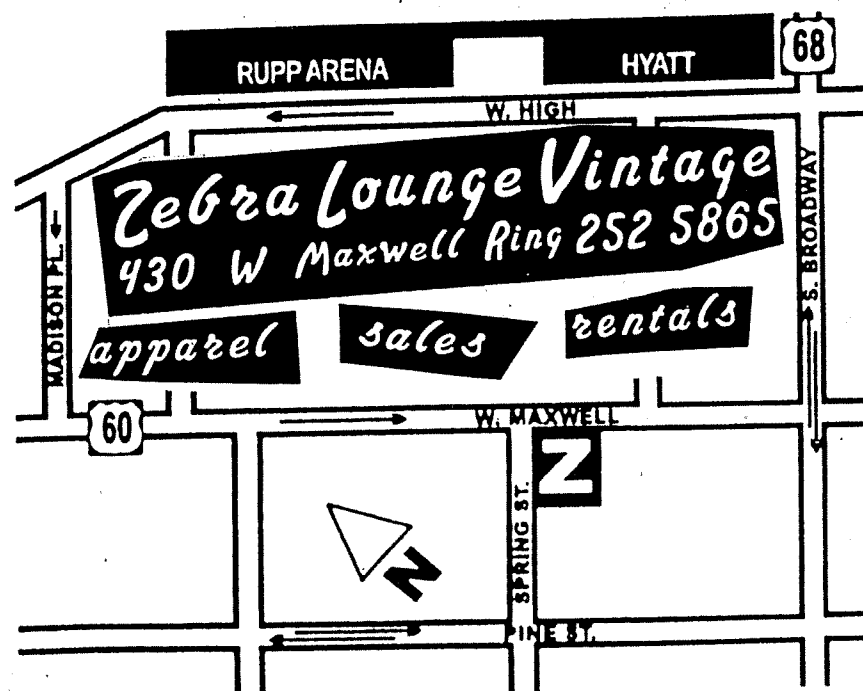 RUPP ARENA
HYATT
68
W. HIGH
Zebra Lounge Vintage
430 W Maxwell Ring 252 5865
S. BROADWAY
MADISON PL.
apparel
sales
rentals
60
W. MAXWELL
Z
SPRING ST.
N
PINE ST.